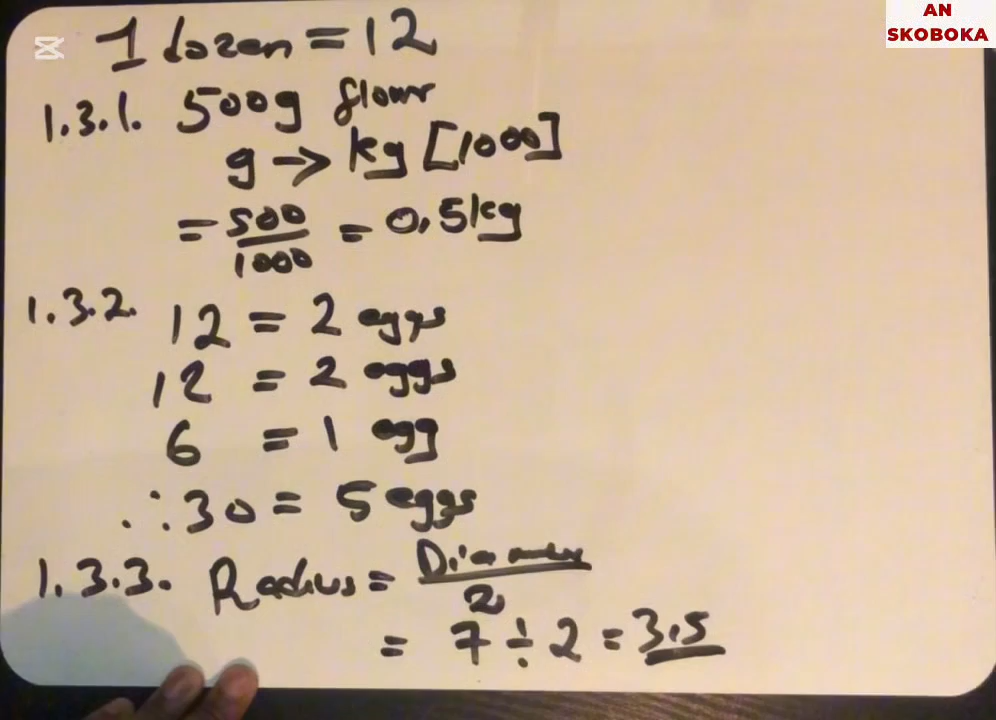 AN
SKOBOKA
1 dozen = 12
1.3.1. 500g flour
g → kg [1000]
= 500/1000 = 0,5kg
1.3.2. 12 = 2 eggs
12 = 2 eggs
6 = 1 egg
∴ 30 = 5 eggs
1.3.3. Radius = Diameter/2
= 7 ÷ 2 = 3.5